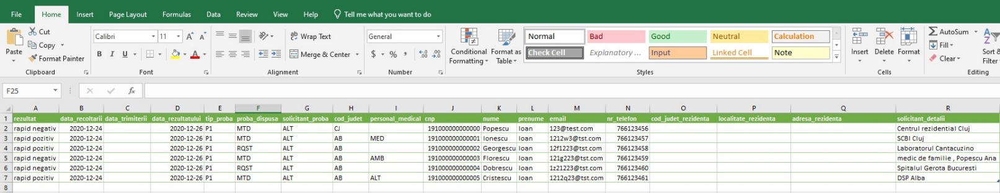 File Home Insert Page Layout Formulas Data Review View Help Tell me what you want to do
Cut
Copy
Format Painter
Paste
Clipboard
Calibri 11 A A
B I U A
Font
ab Wrap Text
Merge & Center
Alignment
General
$ % , .00 .00
Number
Conditional Formatting
Format as Table
Normal Bad Good Neutral Calculation
Check Cell Explanatory ... Input Linked Cell Note
Styles
Insert Delete Format
Cells
AutoSum
Fill
Clear
Sort &
Filter
Editing
F25 fx
A B C D E F G H I J K L M N O P Q R
1 rezultat data_recoltarii data_trimiterii data_rezultatului tip_proba proba_dispusa solicitant_proba cod_judet personal_medical cnp nume prenume email nr_telefon cod_judet_rezidenta localitate_rezidenta adresa_rezidenta solicitant_detalii
2 rapid negativ 2020-12-24 2020-12-26 P1 MTD ALT CJ 191000000000000 Popescu Ioan 123@test.com 766123456 Centrul rezidential Cluj
3 rapid pozitiv 2020-12-24 2020-12-26 P1 MTD ALT AB MED 191000000000001 Ionescu Ioan 1212w3@tst.com 766123457 SCBI Cluj
4 rapid pozitiv 2020-12-24 2020-12-26 P1 RQST ALT AB 191000000000002 Georgescu Ioan 12f1223@tst.com 766123458 Laboratorul Cantacuzino
5 rapid negativ 2020-12-24 2020-12-26 P1 MTD ALT AB AMB 191000000000003 Florescu Ioan 121g223@tst.com 766123459 medic de familie , Popescu Ana
6 rapid negativ 2020-12-24 2020-12-26 P1 RQST ALT AB 191000000000004 Dobrescu Ioan 1z21223@tst.com 766123460 Spitalul Gerota Bucuresti
7 rapid pozitiv 2020-12-24 2020-12-26 P1 MTD ALT AB ALT 191000000000005 Cristescu Ioan 1212q23@tst.com 766123461 DSP Alba
8